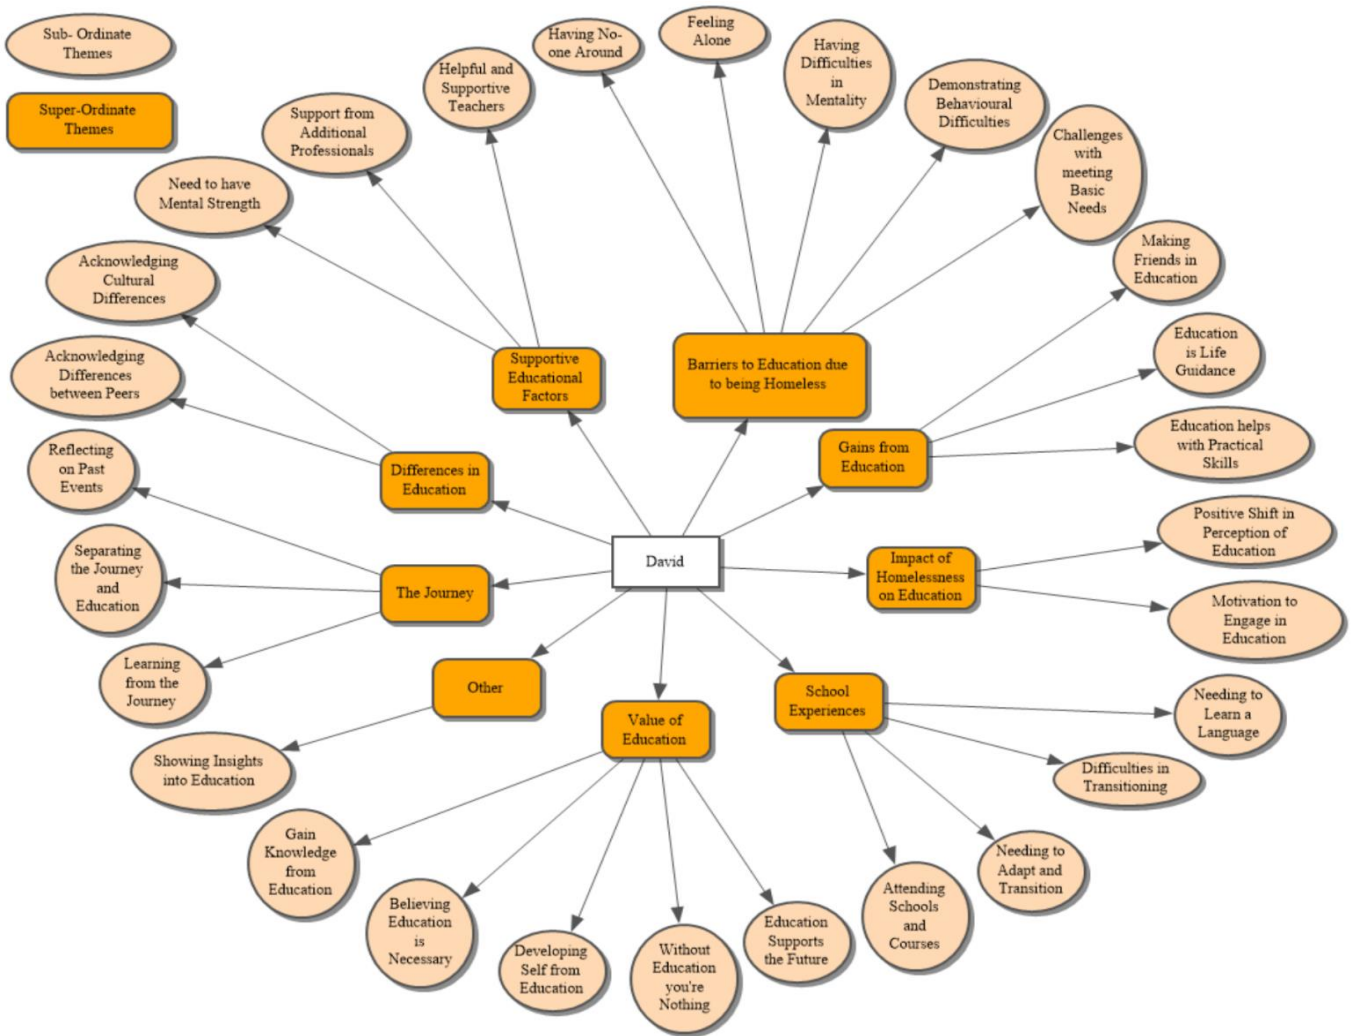 Sub- Ordinate
Themes
Super-Ordinate
Themes
Having No-
one Around
Feeling
Alone
Having
Difficulties
in
Mentality
Demonstrating
Behavioural
Difficulties
Challenges
with
meeting
Basic
Needs
Helpful and
Supportive
Teachers
Support from
Additional
Professionals
Need to have
Mental Strength
Acknowledging
Cultural
Differences
Acknowledging
Differences
between Peers
Reflecting
on Past
Events
Separating
the Journey
and
Education
Learning
from the
Journey
Showing Insights
into Education
Supportive
Educational
Factors
Barriers to Education due
to being Homeless
Making
Friends in
Education
Education
is Life
Guidance
Education helps
with Practical
Skills
Gains from
Education
Differences in
Education
David
The Journey
Impact of
Homelessness
on Education
Positive Shift in
Perception of
Education
Motivation to
Engage in
Education
Other
Value of
Education
School
Experiences
Needing to
Learn a
Language
Difficulties in
Transitioning
Needing to
Adapt and
Transition
Attending
Schools
and
Courses
Gain
Knowledge
from
Education
Believing
Education
is
Necessary
Developing
Self from
Education
Without
Education
you're
Nothing
Education
Supports
the Future